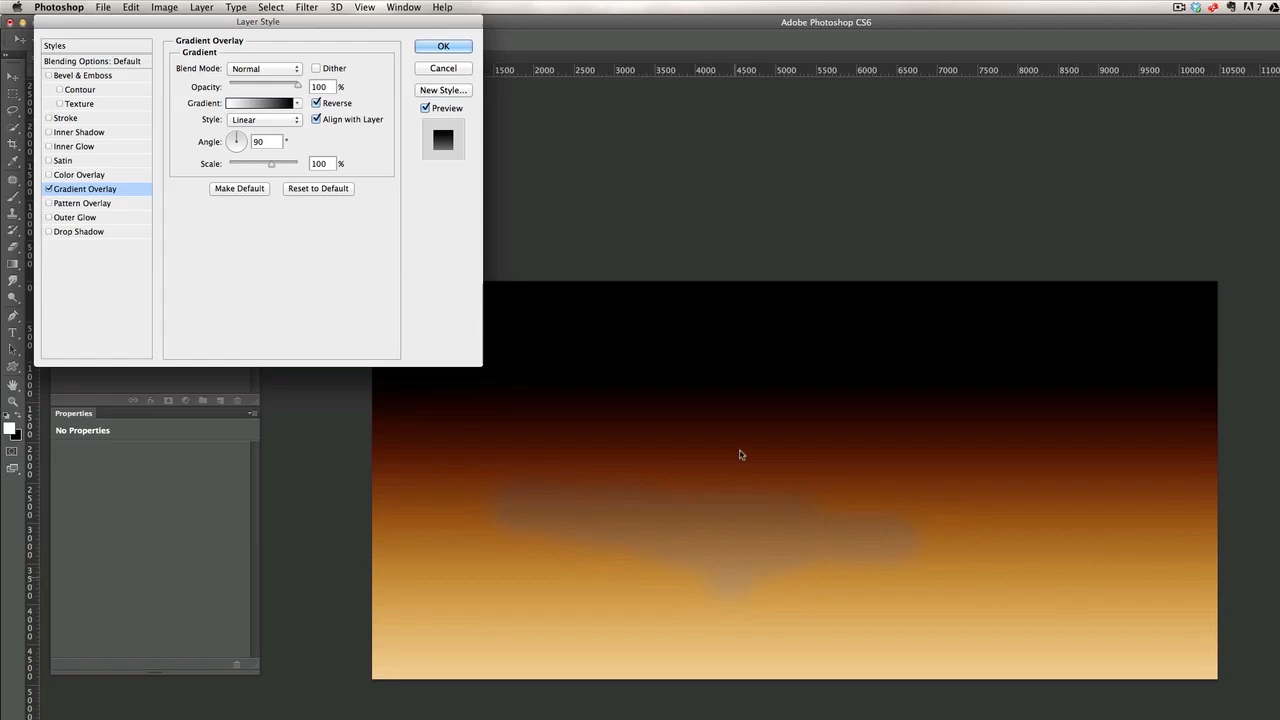 Photoshop File Edit Image Layer Type Select Filter 3D View Window Help
Layer Style
Adobe Photoshop CS6
Styles
Blending Options: Default
Bevel & Emboss
Contour
Texture
Stroke
Inner Shadow
Inner Glow
Satin
Color Overlay
Gradient Overlay
Pattern Overlay
Outer Glow
Drop Shadow
Gradient Overlay
Gradient
Blend Mode: Normal Dither
Opacity: 100 %
Gradient: Reverse
Style: Linear Align with Layer
Angle: 90 °
Scale: 100 %
Make Default Reset to Default
OK
Cancel
New Style...
Preview
1500 2000 2500 3000 3500 4000 4500 5000 5500 6000 6500 7000 7500 8000 8500 9000 9500 10000 10500 1100
Properties
No Properties